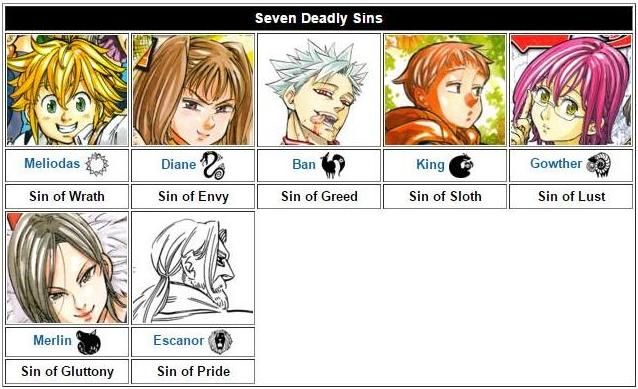 Seven Deadly Sins
Meliodas Diane Ban King Gowther
Sin of Wrath Sin of Envy Sin of Greed Sin of Sloth Sin of Lust
Merlin Escanor
Sin of Gluttony Sin of Pride